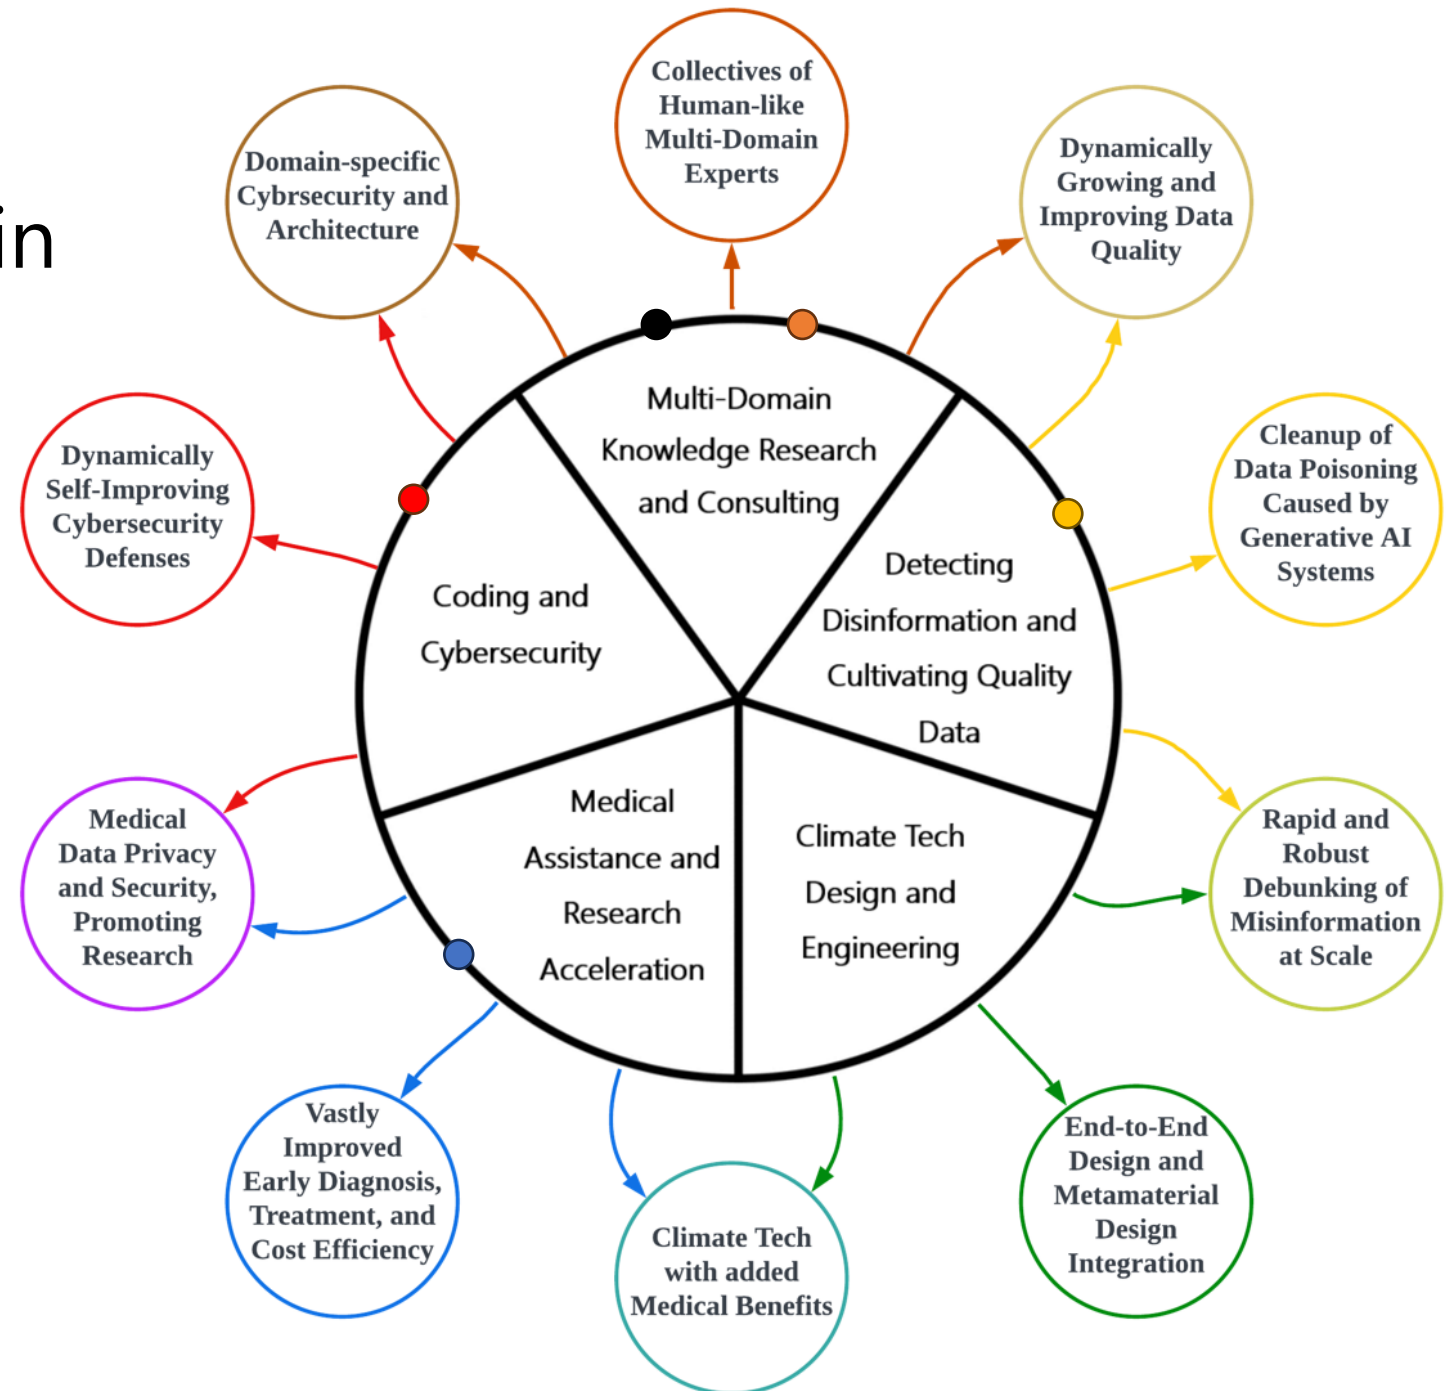 in
Collectives of
Human-like
Multi-Domain
Experts
Domain-specific
Cybrsecurity and
Architecture
Dynamically
Growing and
Improving Data
Quality
Dynamically
Self-Improving
Cybersecurity
Defenses
Cleanup of
Data Poisoning
Caused by
Generative AI
Systems
Multi-Domain
Knowledge Research
and Consulting
Coding and
Cybersecurity
Detecting
Disinformation and
Cultivating Quality
Data
Medical
Assistance and
Research
Acceleration
Climate Tech
Design and
Engineering
Medical
Data Privacy
and Security,
Promoting
Research
Rapid and
Robust
Debunking of
Misinformation
at Scale
Vastly
Improved
Early Diagnosis,
Treatment, and
Cost Efficiency
Climate Tech
with added
Medical Benefits
End-to-End
Design and
Metamaterial
Design
Integration